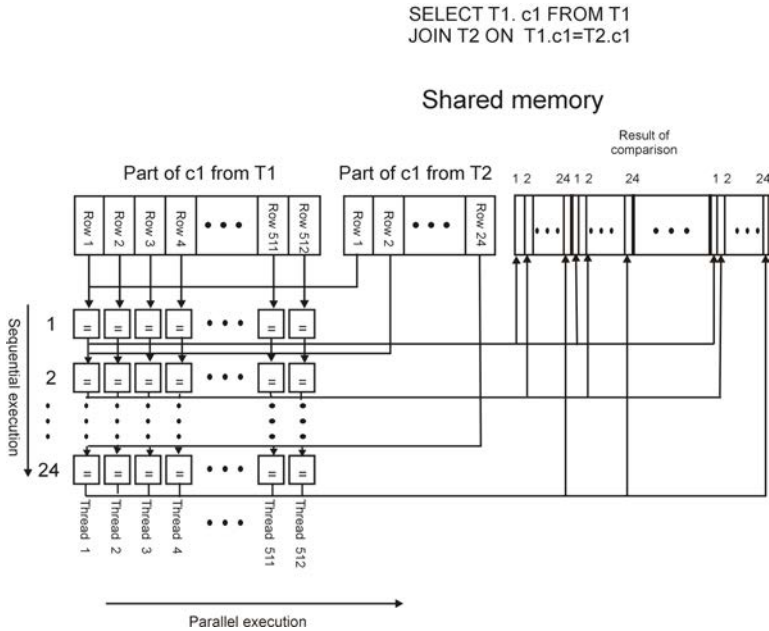 SELECT T1. c1 FROM T1
JOIN T2 ON T1.c1=T2.c1
Shared memory
Result of
comparison
Part of c1 from T1
Part of c1 from T2
1 2 24 1 2 24 1 2 24
Row 1
Row 2
Row 3
Row 4
Row 511
Row 512
Row 1
Row 2
Row 24
Sequential execution
1
= = = = = =
2
= = = = = =
24
= = = = = =
Thread 1
Thread 2
Thread 3
Thread 4
Thread 511
Thread 512
Parallel execution